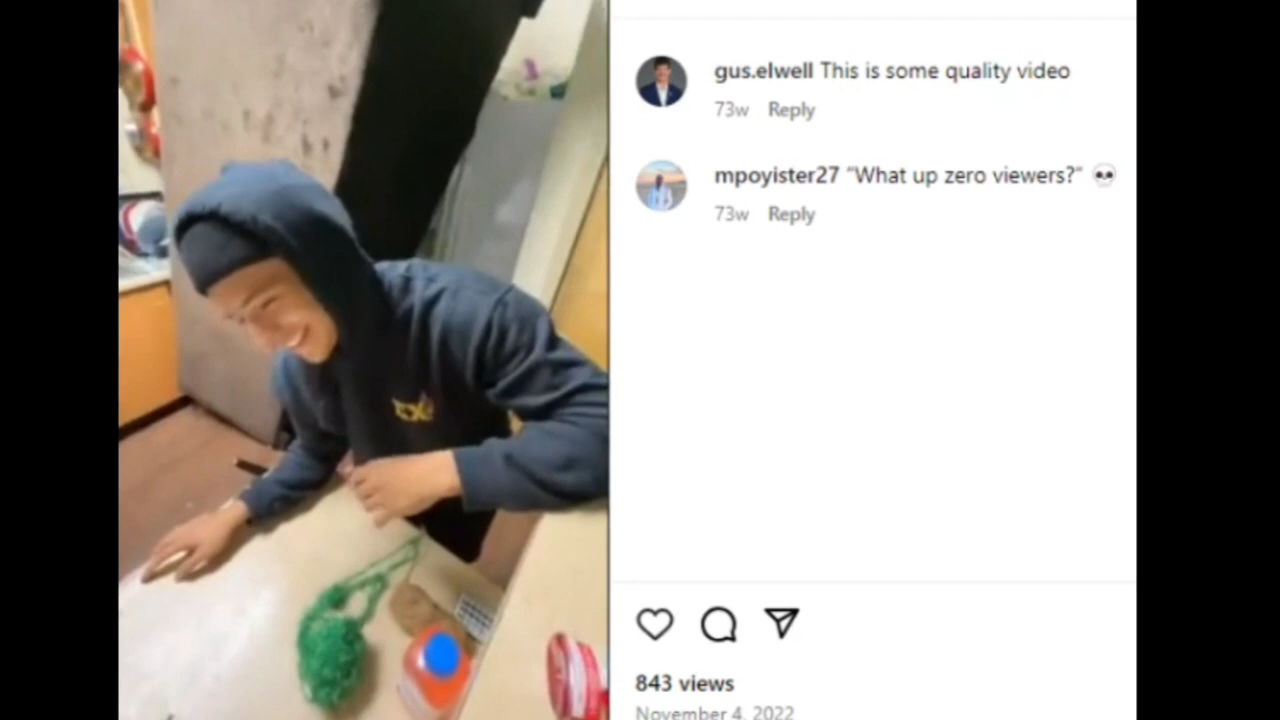 gus.elwell This is some quality video
73w Reply
mpoyister27 "What up zero viewers?" 💀
73w Reply
843 views
November 4, 2022